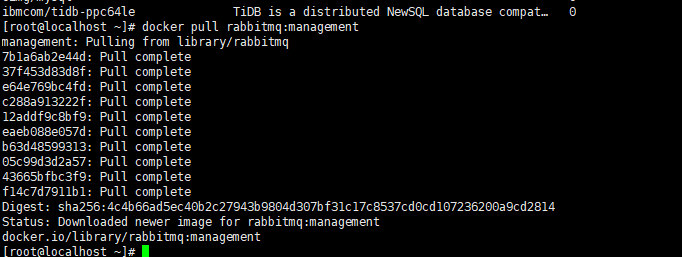 ibmcom/tidb-ppc64le TiDB is a distributed NewSQL database compat… 0
[root@localhost ~]# docker pull rabbitmq:management
management: Pulling from library/rabbitmq
7b1a6ab2e44d: Pull complete
37f453d83d8f: Pull complete
e64e769bc4fd: Pull complete
c288a913222f: Pull complete
12addf9c8bf9: Pull complete
eaeb088e057d: Pull complete
b63d48599313: Pull complete
05c99d3d2a57: Pull complete
43665bfbc3f9: Pull complete
f14c7d7911b1: Pull complete
Digest: sha256:4c4b66ad5ec40b2c27943b9804d307bf31c17c8537cd0cd107236200a9cd2814
Status: Downloaded newer image for rabbitmq:management
docker.io/library/rabbitmq:management
[root@localhost ~]#